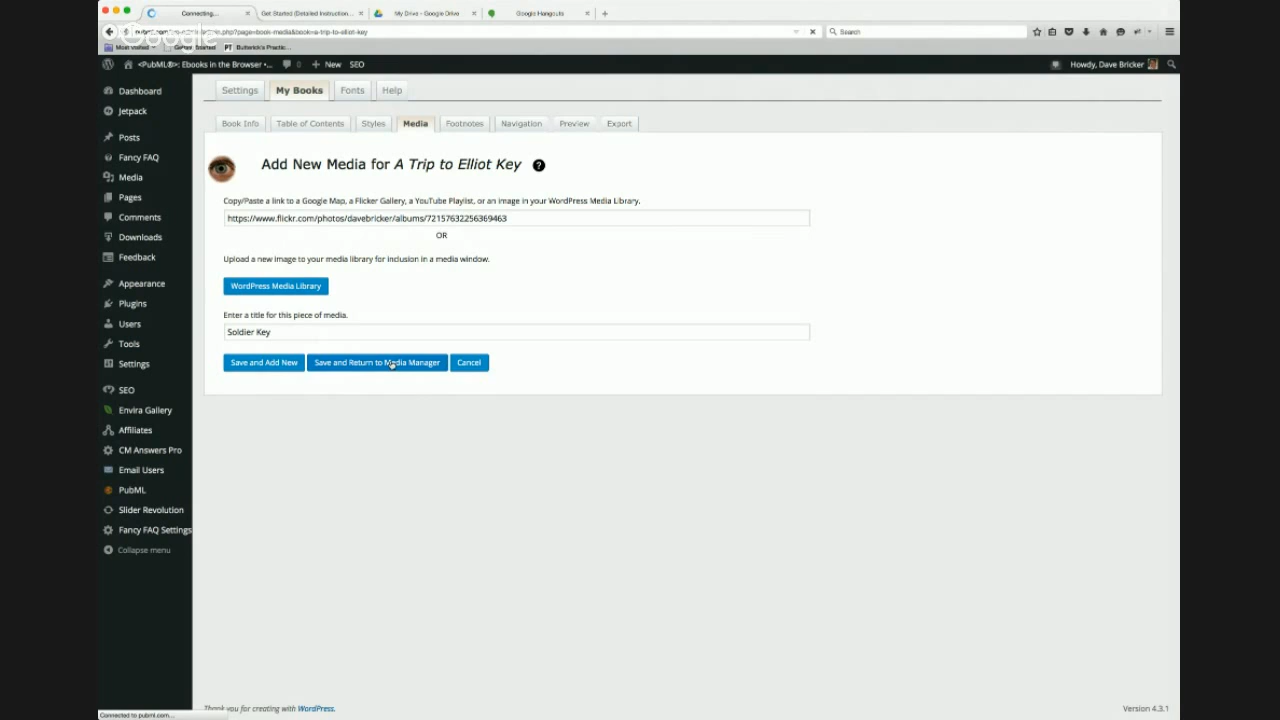 Connecting...
Get Started (Detailed Instruction...
My Drive - Google Drive
Google Hangouts
Google
Search
Most Visited
Getting Started
PT Butterick's Practic...
<PubML®>: Ebooks in the Browser •...
0
New
SEO
Howdy, Dave Bricker
Dashboard
Jetpack
Posts
Fancy FAQ
Media
Pages
Comments
Downloads
Feedback
Appearance
Plugins
Users
Tools
Settings
SEO
Envira Gallery
Affiliates
CM Answers Pro
Email Users
PubML
Slider Revolution
Fancy FAQ Settings
Collapse menu
Settings
My Books
Fonts
Help
Book Info
Table of Contents
Styles
Media
Footnotes
Navigation
Preview
Export
Add New Media for A Trip to Elliot Key ?
Copy/Paste a link to a Google Map, a Flicker Gallery, a YouTube Playlist, or an image in your WordPress Media Library.
https://www.flickr.com/photos/davebricker/albums/72157632256369463
OR
Upload a new image to your media library for inclusion in a media window.
WordPress Media Library
Enter a title for this piece of media.
Soldier Key
Save and Add New
Save and Return to Media Manager
Cancel
Thank you for creating with WordPress.
Version 4.3.1
Connected to pubml.com...